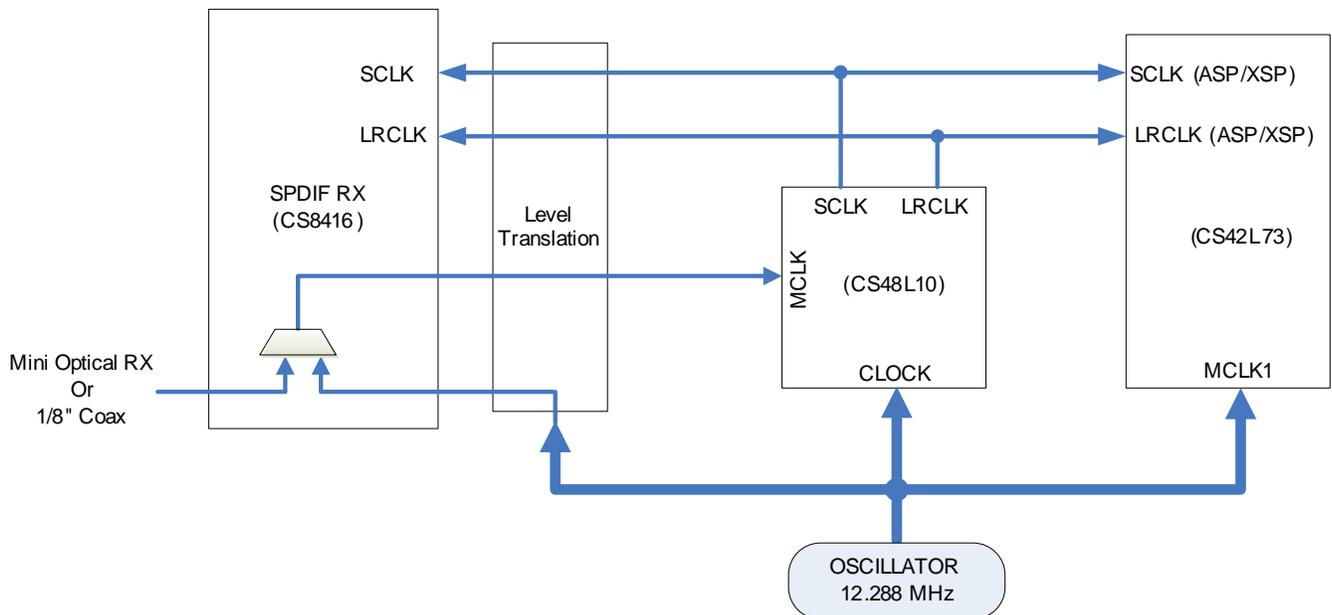 SCLK
LRCLK
SPDIF RX
(CS8416)
Mini Optical RX
Or
1/8" Coax
Level
Translation
SCLK LRCLK
MCLK
(CS48L10)
CLOCK
SCLK (ASP/XSP)
LRCLK (ASP/XSP)
(CS42L73)
MCLK1
OSCILLATOR
12.288 MHz